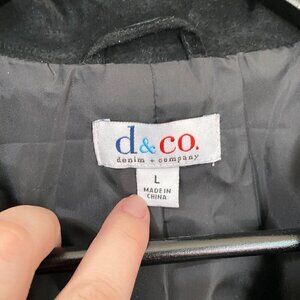 d&co.
denim + company
L
MADE IN
CHINA